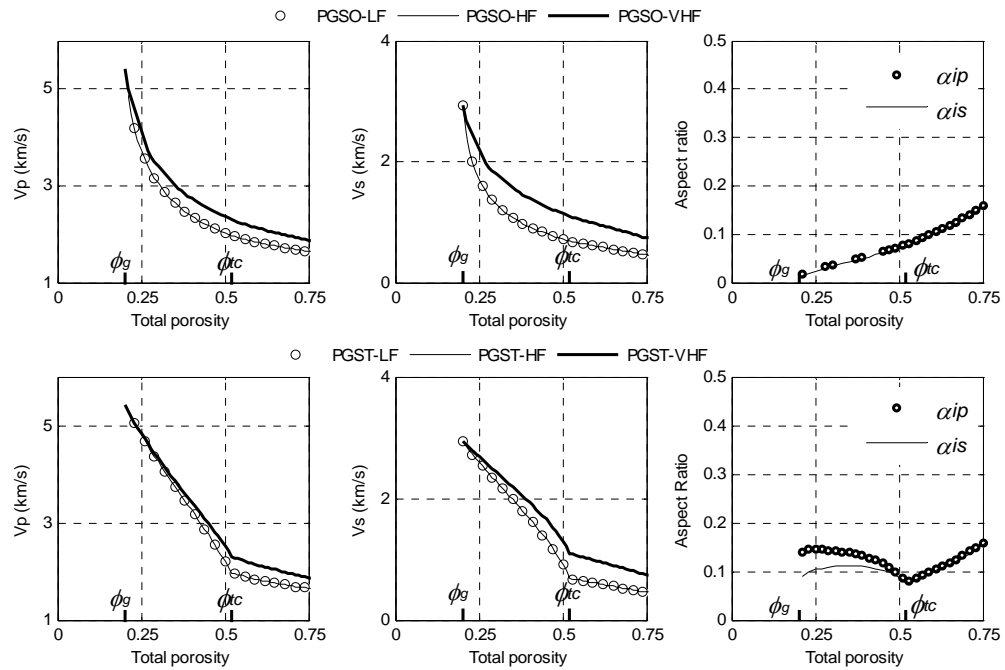 PGSO-LF PGSO-HF PGSO-VHF
5
3
1
Vp (km/s)
ϕg
ϕtc
0 0.25 0.5 0.75
Total porosity
4
2
0
Vs (km/s)
ϕg
ϕtc
0 0.25 0.5 0.75
Total porosity
0.5
0.4
0.3
0.2
0.1
0
Aspect ratio
αip
αis
ϕg
ϕtc
0 0.25 0.5 0.75
Total porosity
PGST-LF PGST-HF PGST-VHF
5
3
1
Vp (km/s)
ϕg
ϕtc
0 0.25 0.5 0.75
Total porosity
4
2
0
Vs (km/s)
ϕg
ϕtc
0 0.25 0.5 0.75
Total porosity
0.5
0.4
0.3
0.2
0.1
0
Aspect Ratio
αip
αis
ϕg
ϕtc
0 0.25 0.5 0.75
Total porosity